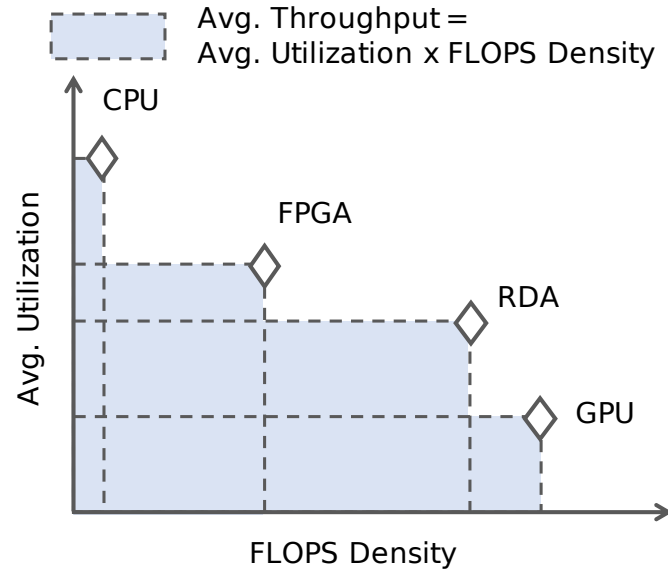 Avg. Throughput =
Avg. Utilization x FLOPS Density
CPU
FPGA
RDA
GPU
Avg. Utilization
FLOPS Density